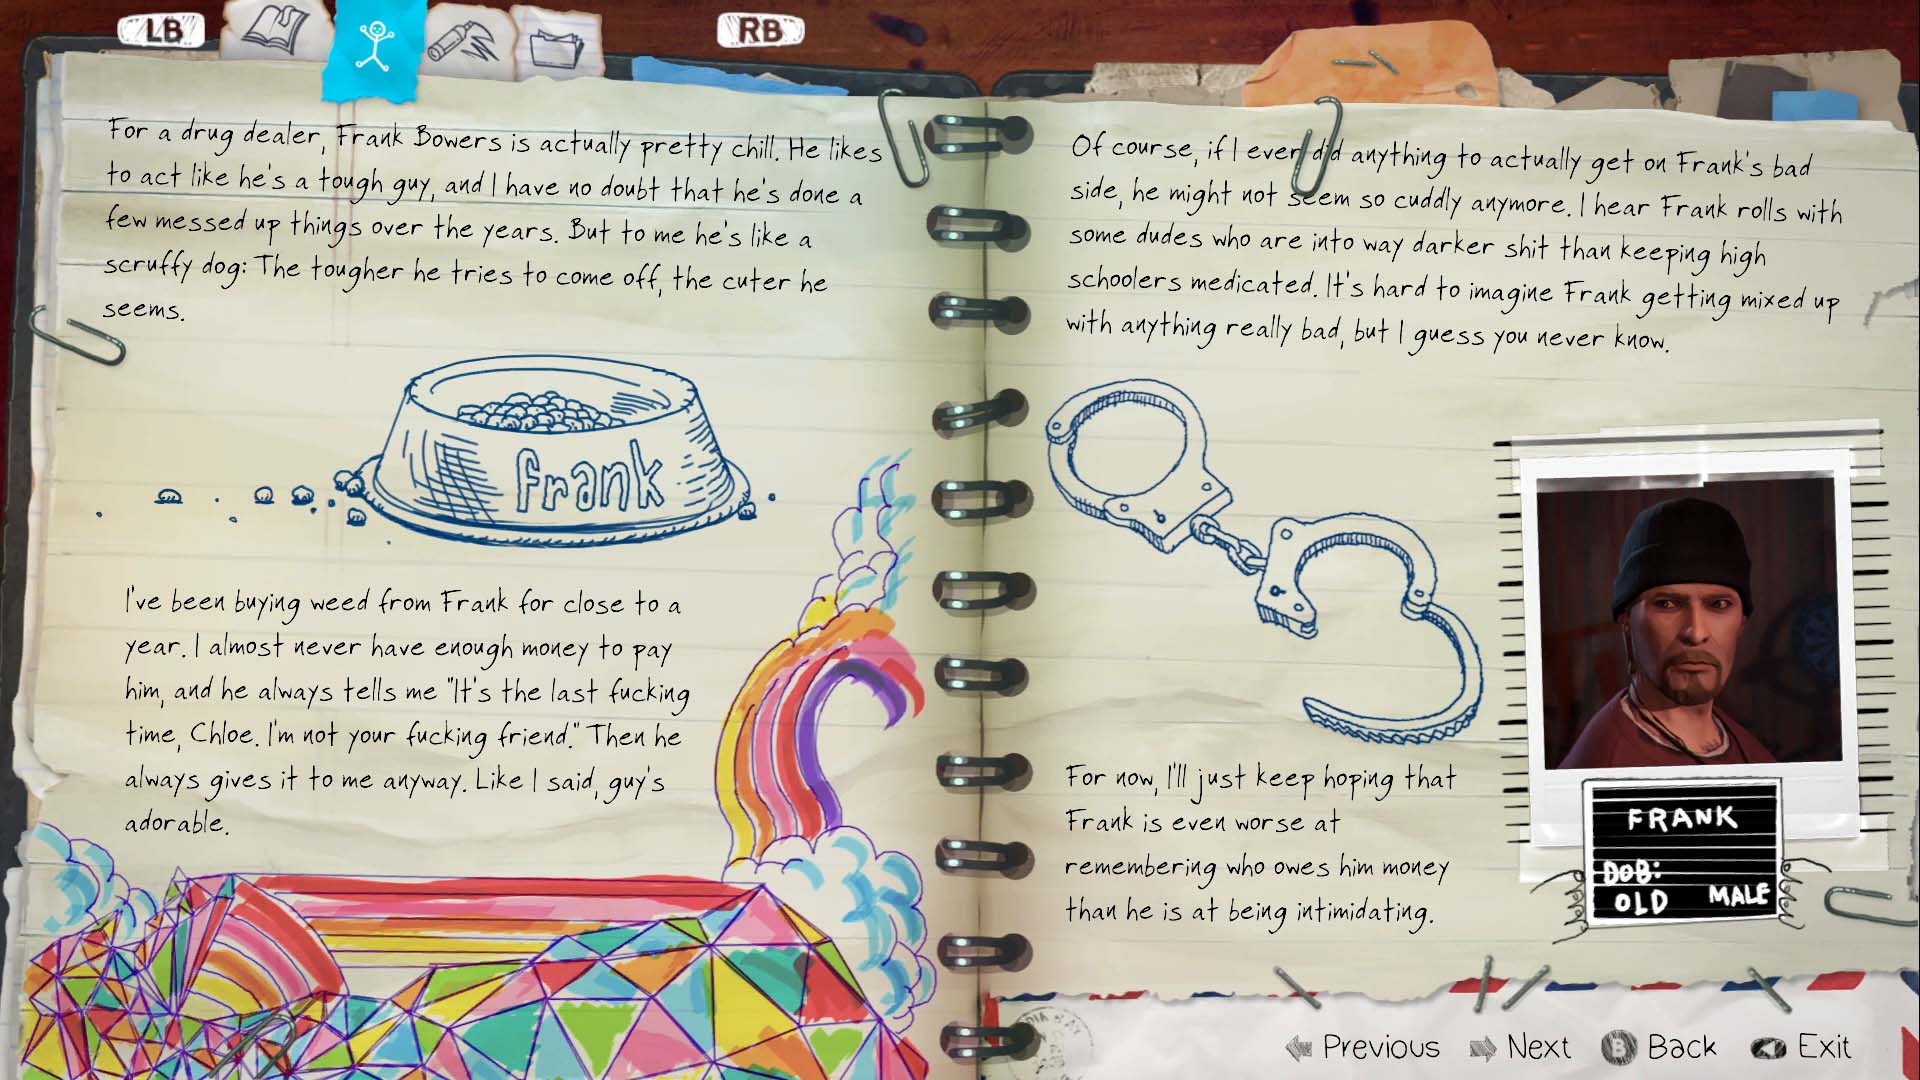 LB
RB
For a drug dealer, Frank Bowers is actually pretty chill. He likes
to act like he's a tough guy, and I have no doubt that he's done a
few messed up things over the years. But to me he's like a
scruffy dog: The tougher he tries to come off, the cuter he
seems.
Frank
I've been buying weed from Frank for close to a
year. I almost never have enough money to pay
him, and he always tells me "It's the last fucking
time, Chloe. I'm not your fucking friend." Then he
always gives it to me anyway. Like I said, guy's
adorable.
Of course, if I ever did anything to actually get on Frank's bad
side, he might not seem so cuddly anymore. I hear Frank rolls with
some dudes who are into way darker shit than keeping high
schoolers medicated. It's hard to imagine Frank getting mixed up
with anything really bad, but I guess you never know.
For now, I'll just keep hoping that
Frank is even worse at
remembering who owes him money
than he is at being intimidating.
FRANK
DOB:
OLD MALE
Previous Next B Back Exit